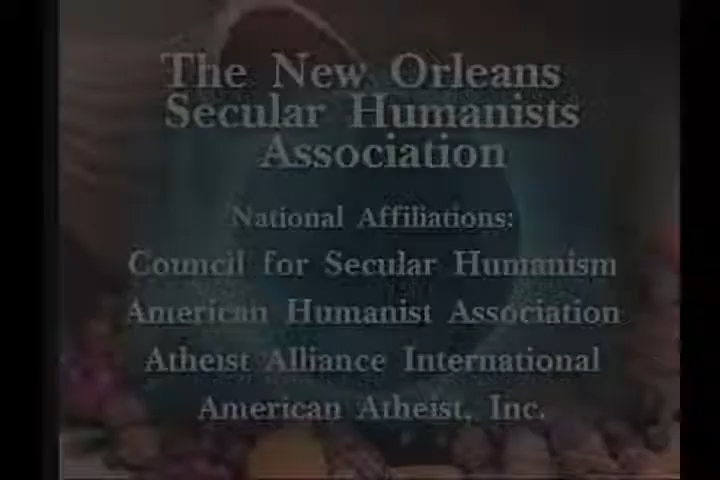 The New Orleans
Secular Humanists
Association
National Affiliations:
Council for Secular Humanism
American Humanist Association
Atheist Alliance International
American Atheist, Inc.